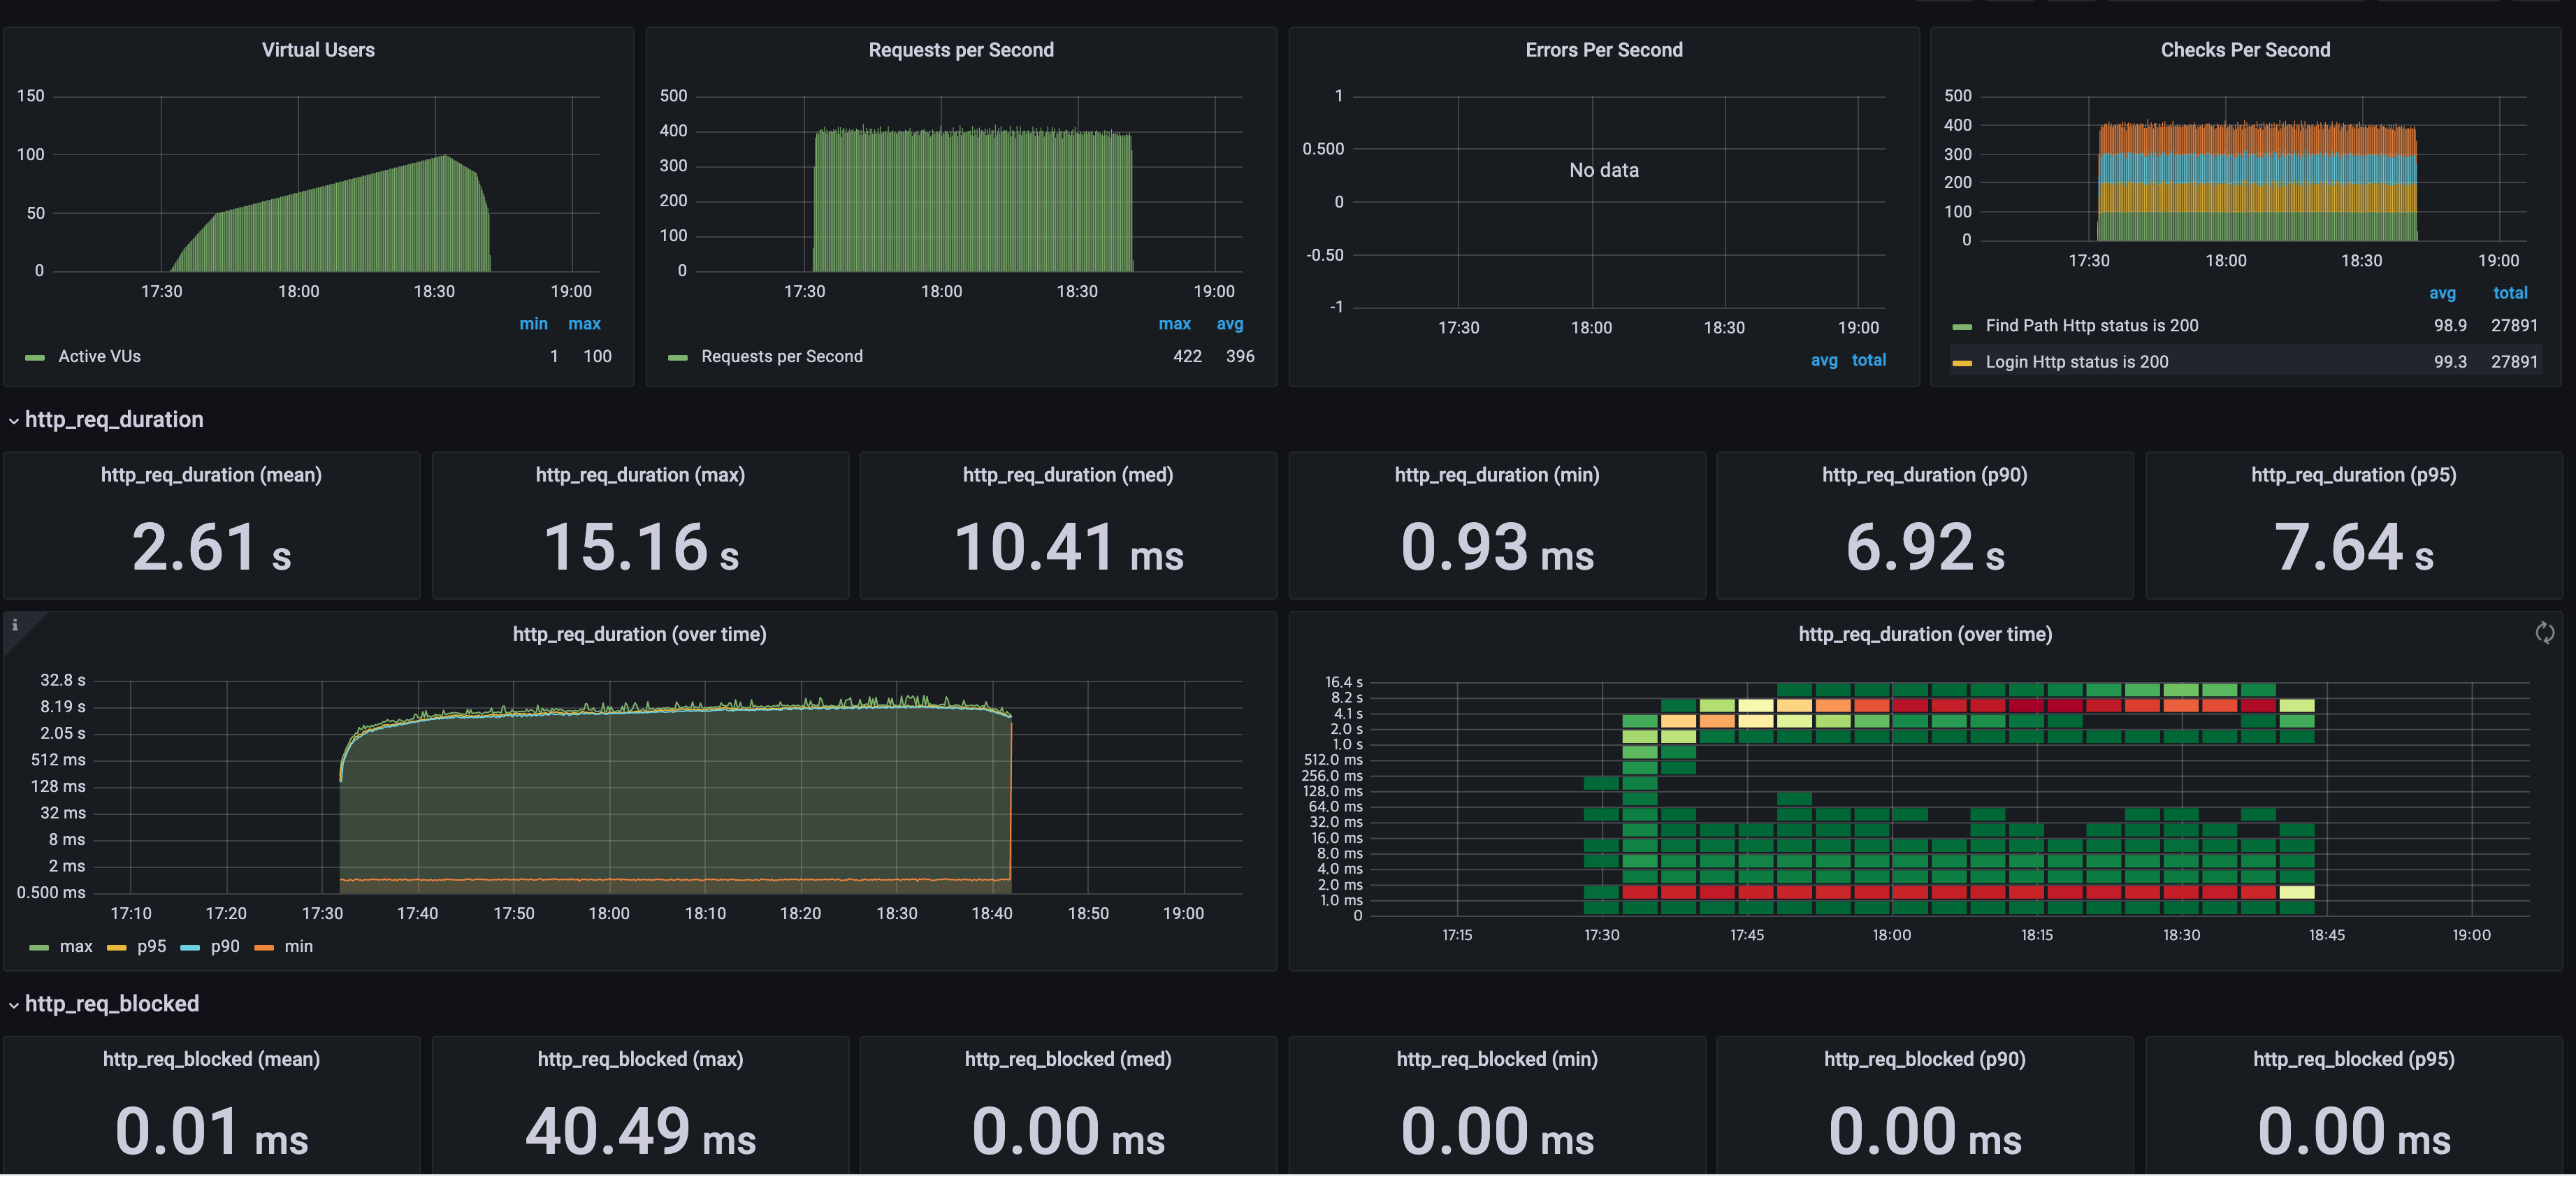 Virtual Users
150
100
50
0
17:30 18:00 18:30 19:00
min max
Active VUs 1 100
Requests per Second
500
400
300
200
100
0
17:30 18:00 18:30 19:00
max avg
Requests per Second 422 396
Errors Per Second
1
0.500
0
-0.50
-1
No data
17:30 18:00 18:30 19:00
avg total
Checks Per Second
500
400
300
200
100
0
17:30 18:00 18:30 19:00
avg total
Find Path Http status is 200 98.9 27891
Login Http status is 200 99.3 27891
http_req_duration
http_req_duration (mean)
2.61 s
http_req_duration (max)
15.16 s
http_req_duration (med)
10.41 ms
http_req_duration (min)
0.93 ms
http_req_duration (p90)
6.92 s
http_req_duration (p95)
7.64 s
i
http_req_duration (over time)
32.8 s
8.19 s
2.05 s
512 ms
128 ms
32 ms
8 ms
2 ms
0.500 ms
17:10 17:20 17:30 17:40 17:50 18:00 18:10 18:20 18:30 18:40 18:50 19:00
max p95 p90 min
http_req_duration (over time)
16.4 s
8.2 s
4.1 s
2.0 s
1.0 s
512.0 ms
256.0 ms
128.0 ms
64.0 ms
32.0 ms
16.0 ms
8.0 ms
4.0 ms
2.0 ms
1.0 ms
0
17:15 17:30 17:45 18:00 18:15 18:30 18:45 19:00
http_req_blocked
http_req_blocked (mean)
0.01 ms
http_req_blocked (max)
40.49 ms
http_req_blocked (med)
0.00 ms
http_req_blocked (min)
0.00 ms
http_req_blocked (p90)
0.00 ms
http_req_blocked (p95)
0.00 ms